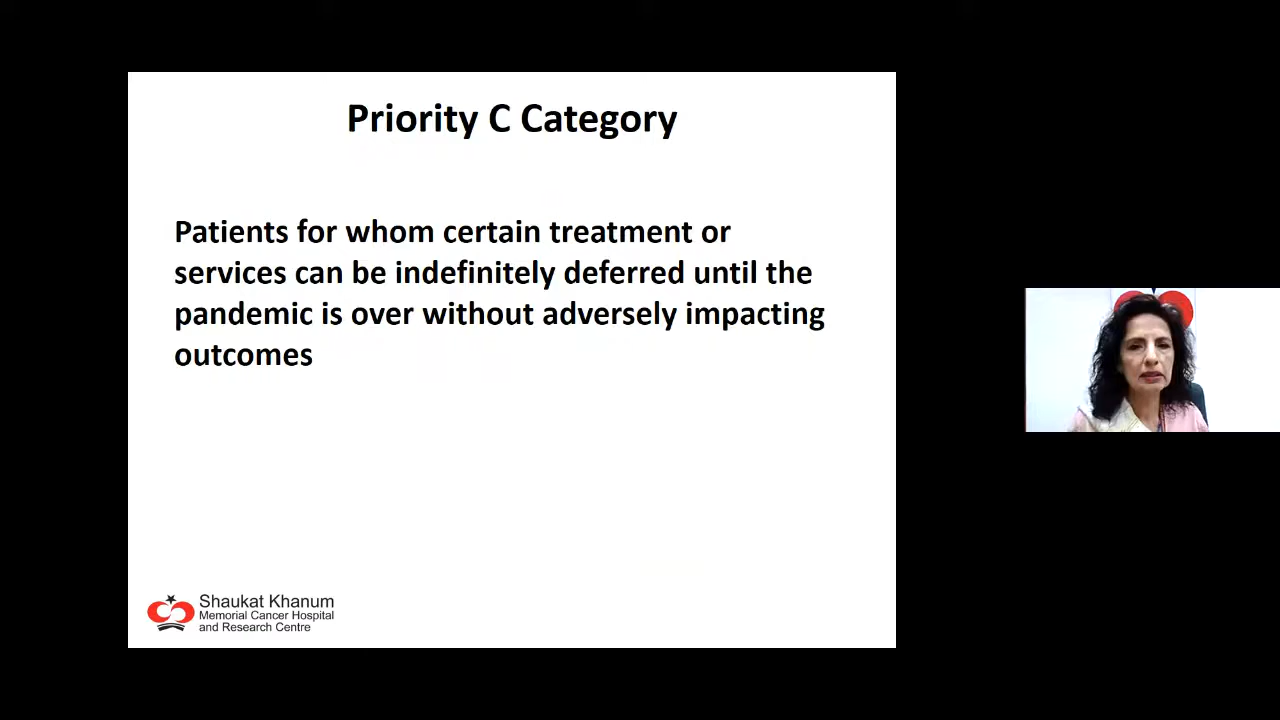 Priority C Category
Patients for whom certain treatment or
services can be indefinitely deferred until the
pandemic is over without adversely impacting
outcomes
Shaukat Khanum
Memorial Cancer Hospital
and Research Centre